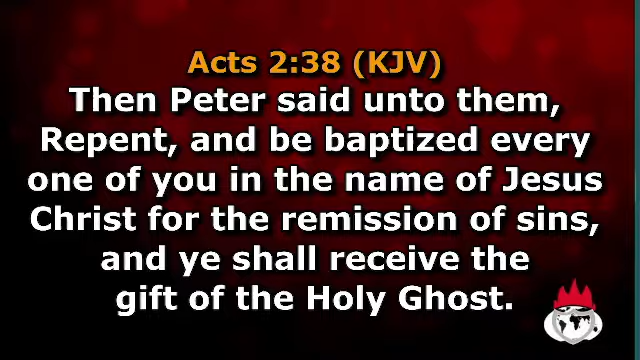 Acts 2:38 (KJV)
Then Peter said unto them,
Repent, and be baptized every
one of you in the name of Jesus
Christ for the remission of sins,
and ye shall receive the
gift of the Holy Ghost.